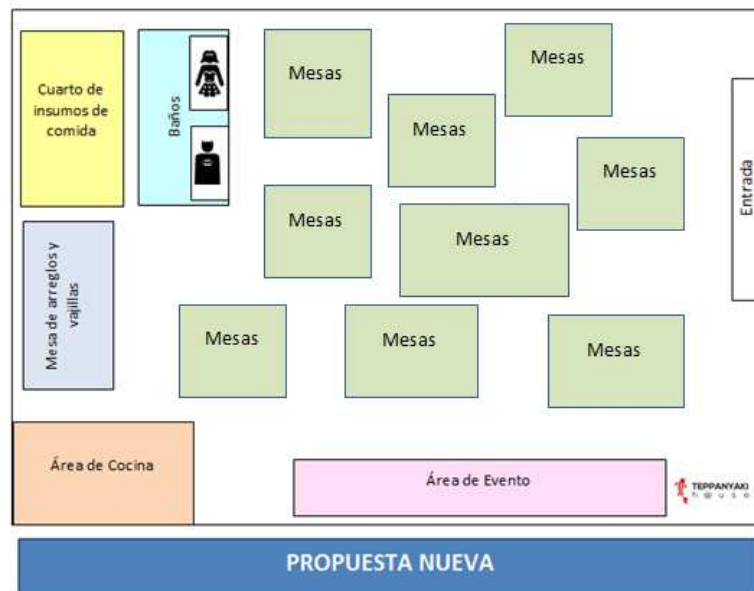 Cuarto de
insumos de
comida
Baños
Mesas
Mesas
Mesas
Mesas
Mesas
Mesas
Entrada
Mesa de arreglos y
vajillas
Mesas
Mesas
Mesas
Área de Cocina
Área de Evento
TEPPANYAKI
house
PROPUESTA NUEVA